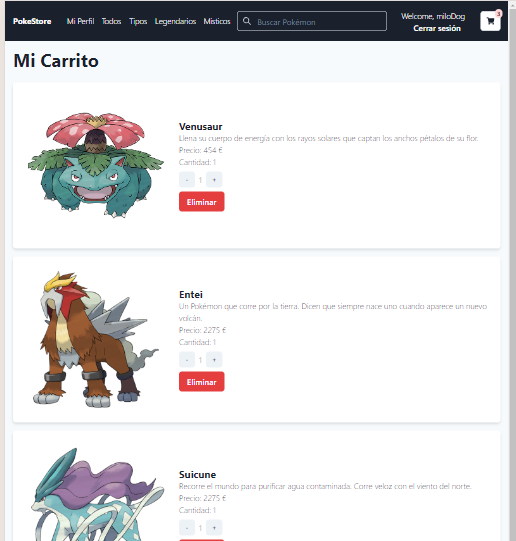 PokeStore Mi Perfil Todos Tipos Legendarios Místicos Buscar Pokémon Welcome, miloDog 3
Cerrar sesión
Mi Carrito
Venusaur
Llena su cuerpo de energía con los rayos solares que captan los anchos pétalos de su flor.
Precio: 454 €
Cantidad: 1
- 1 +
Eliminar
Entei
Un Pokémon que corre por la tierra. Dicen que siempre nace uno cuando aparece un nuevo
volcán.
Precio: 2275 €
Cantidad: 1
- 1 +
Eliminar
Suicune
Recorre el mundo para purificar agua contaminada. Corre veloz con el viento del norte.
Precio: 2275 €
Cantidad: 1
- 1 +